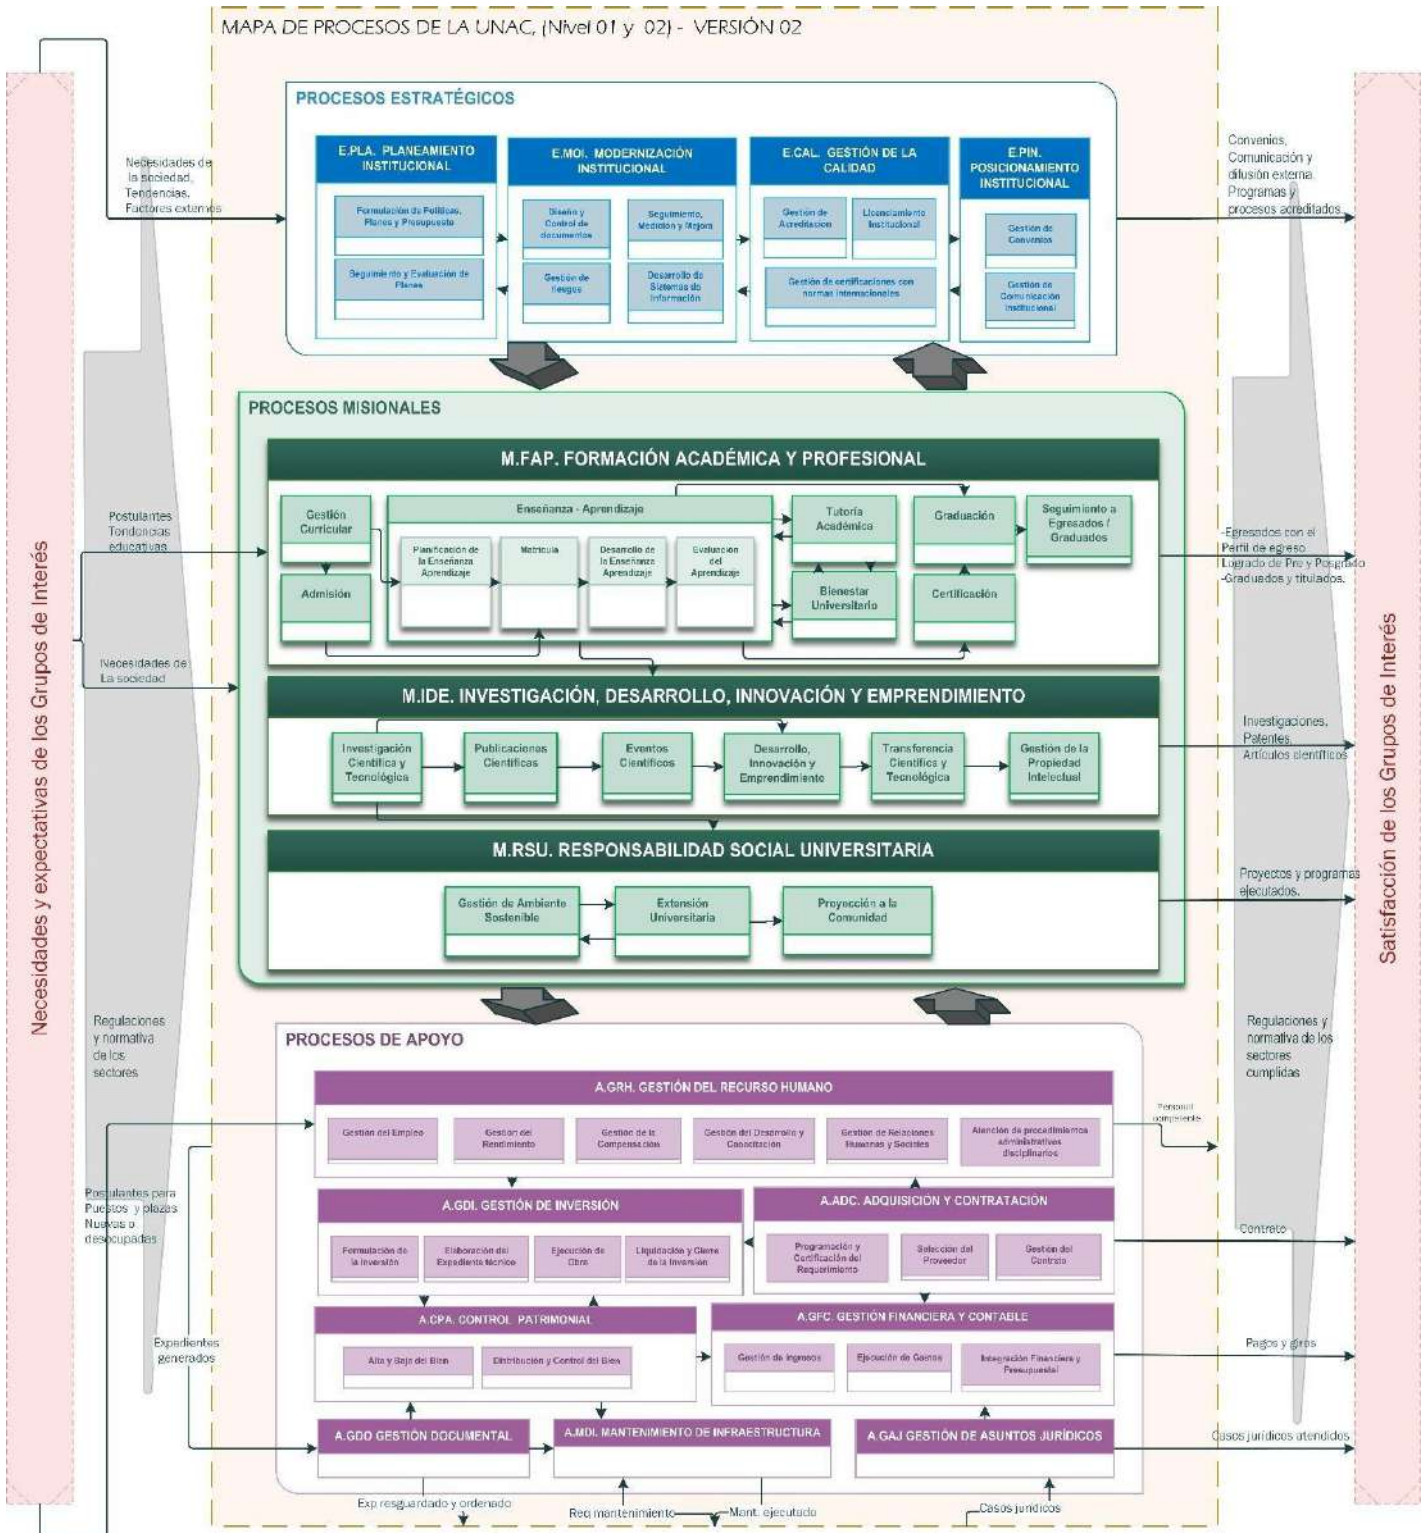 MAPA DE PROCESOS DE LA UNAC, (Nivel 01 y 02) - VERSIÓN 02
Necesidades y expectativas de los Grupos de Interés
Necesidades de
la sociedad,
Tendencias.
Factores externos
PROCESOS ESTRATÉGICOS
E.PLA. PLANEAMIENTO
INSTITUCIONAL
Formulación de Políticas,
Planes y Presupuesto
Seguimiento y Evaluación de
Planes
E.MOI. MODERNIZACIÓN
INSTITUCIONAL
Diseño y
Control de
documentos
Seguimiento,
Medición y Mejora
Gestión de
riesgos
Desarrollo de
Sistemas de
Información
E.CAL. GESTIÓN DE LA
CALIDAD
Gestión de
Acreditación
Licenciamiento
Institucional
Gestión de certificaciones con
normas internacionales
E.PIN.
POSICIONAMIENTO
INSTITUCIONAL
Gestión de
Convenios
Gestión de
Comunicación
Institucional
Convenios,
Comunicación y
difusión externa.
Programas y
procesos acreditados.
PROCESOS MISIONALES
Postulantes
Tendencias
educativas
Necesidades de
La sociedad
M.FAP. FORMACIÓN ACADÉMICA Y PROFESIONAL
Gestión
Curricular
Admisión
Enseñanza - Aprendizaje
Planificación de
la Enseñanza
Aprendizaje
Matrícula
Desarrollo de
la Enseñanza
Aprendizaje
Evaluación
del
Aprendizaje
Tutoría
Académica
Bienestar
Universitario
Graduación
Certificación
Seguimiento a
Egresados /
Graduados
-Egresados con el
Perfil de egreso
Logrado de Pre y Posgrado
-Graduados y titulados.
M.IDE. INVESTIGACIÓN, DESARROLLO, INNOVACIÓN Y EMPRENDIMIENTO
Investigación
Científica y
Tecnológica
Publicaciones
Científicas
Eventos
Científicos
Desarrollo,
Innovación y
Emprendimiento
Transferencia
Científica y
Tecnológica
Gestión de la
Propiedad
Intelectual
Investigaciones,
Patentes,
Artículos científicos
M.RSU. RESPONSABILIDAD SOCIAL UNIVERSITARIA
Gestión de Ambiente
Sostenible
Extensión
Universitaria
Proyección a la
Comunidad
Proyectos y programas
ejecutados.
Satisfacción de los Grupos de Interés
Regulaciones
y normativa
de los
sectores
Regulaciones y
normativa de los
sectores
cumplidas
PROCESOS DE APOYO
A.GRH. GESTIÓN DEL RECURSO HUMANO
Gestión del Empleo
Gestión del
Rendimiento
Gestión de la
Compensación
Gestión del Desarrollo y
Capacitación
Gestión de Relaciones
Humanas y Sociales
Atención de procedimientos
administrativos
disciplinarios
Personal
competente
Postulantes para
Puestos y plazas
Nuevas o
desocupadas
A.GDI. GESTIÓN DE INVERSIÓN
Formulación de
la Inversión
Elaboración del
Expediente técnico
Ejecución de
Obra
Liquidación y Cierre
de la Inversión
A.ADC. ADQUISICIÓN Y CONTRATACIÓN
Programación y
Certificación del
Requerimiento
Selección del
Proveedor
Gestión del
Contrato
Contrato
A.CPA. CONTROL PATRIMONIAL
Alta y Baja del Bien
Distribución y Control del Bien
A.GFC. GESTIÓN FINANCIERA Y CONTABLE
Gestión de Ingresos
Ejecución de Gastos
Integración Financiera y
Presupuestal
Pagos y giros
Expedientes
generados
A.GDO GESTIÓN DOCUMENTAL
A.MDI. MANTENIMIENTO DE INFRAESTRUCTURA
A.GAJ GESTIÓN DE ASUNTOS JURÍDICOS
Casos jurídicos atendidos
Exp resguardado y ordenado
Req mantenimiento
Mant. ejecutado
Casos jurídicos